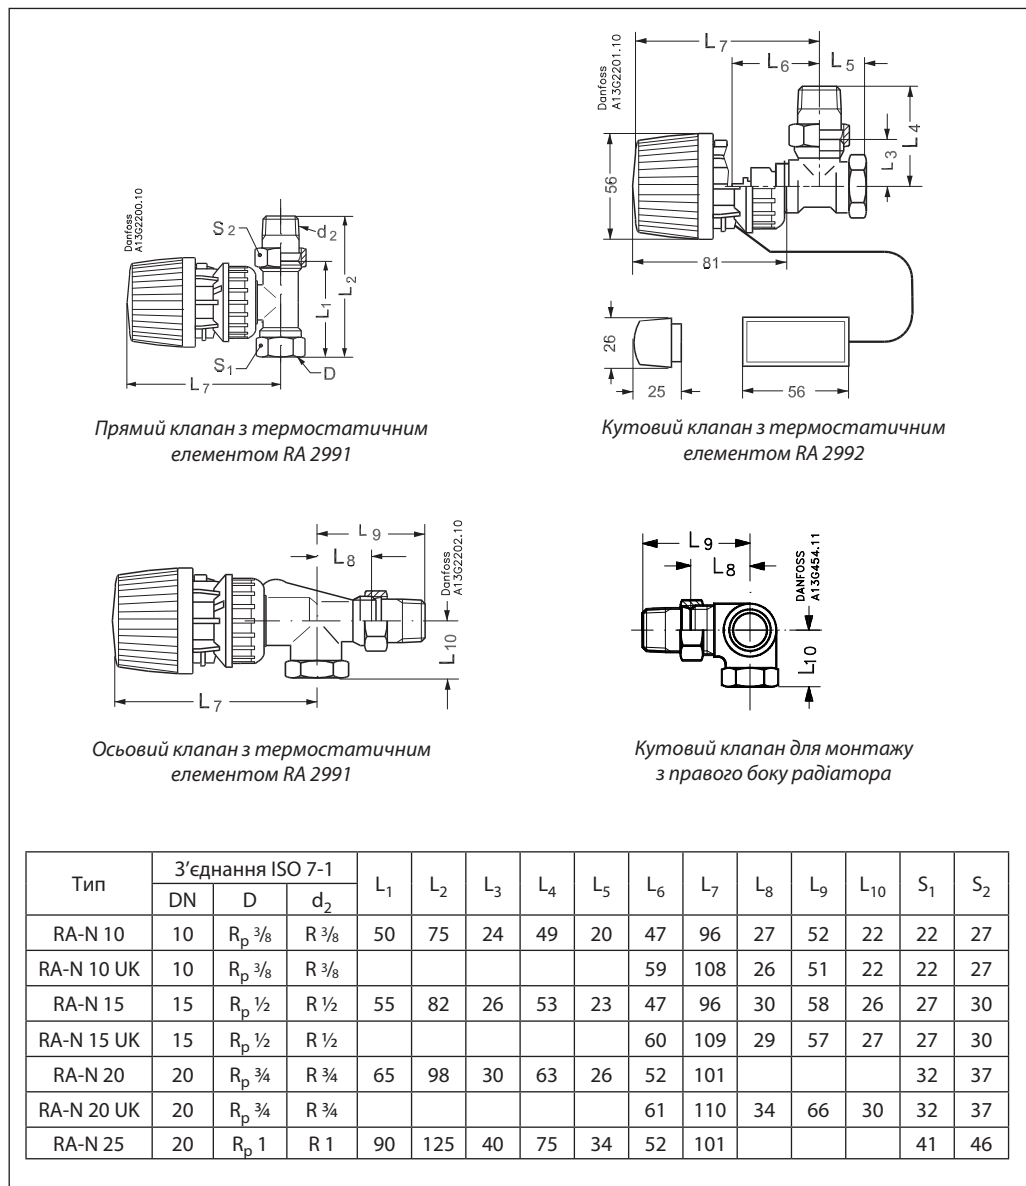 Danfoss
A13G2200.10
S2
d2
L2
L1
S1
D
L7
Прямий клапан з термостатичним
елементом RA 2991
Danfoss
A13G2201.10
L7
L6
L5
L4
L3
56
81
26
25
56
Кутовий клапан з термостатичним
елементом RA 2992
L9
L8
Danfoss
A13G2202.10
L10
L7
Осьовий клапан з термостатичним
елементом RA 2991
L9
L8
DANFOSS
A13G454.11
L10
Кутовий клапан для монтажу
з правого боку радіатора
Тип З’єднання ISO 7-1 L1 L2 L3 L4 L5 L6 L7 L8 L9 L10 S1 S2
DN D d2
RA-N 10 10 Rp 3/8 R 3/8 50 75 24 49 20 47 96 27 52 22 22 27
RA-N 10 UK 10 Rp 3/8 R 3/8 59 108 26 51 22 22 27
RA-N 15 15 Rp ½ R ½ 55 82 26 53 23 47 96 30 58 26 27 30
RA-N 15 UK 15 Rp ½ R ½ 60 109 29 57 27 27 30
RA-N 20 20 Rp ¾ R ¾ 65 98 30 63 26 52 101 32 37
RA-N 20 UK 20 Rp ¾ R ¾ 61 110 34 66 30 32 37
RA-N 25 20 Rp 1 R 1 90 125 40 75 34 52 101 41 46